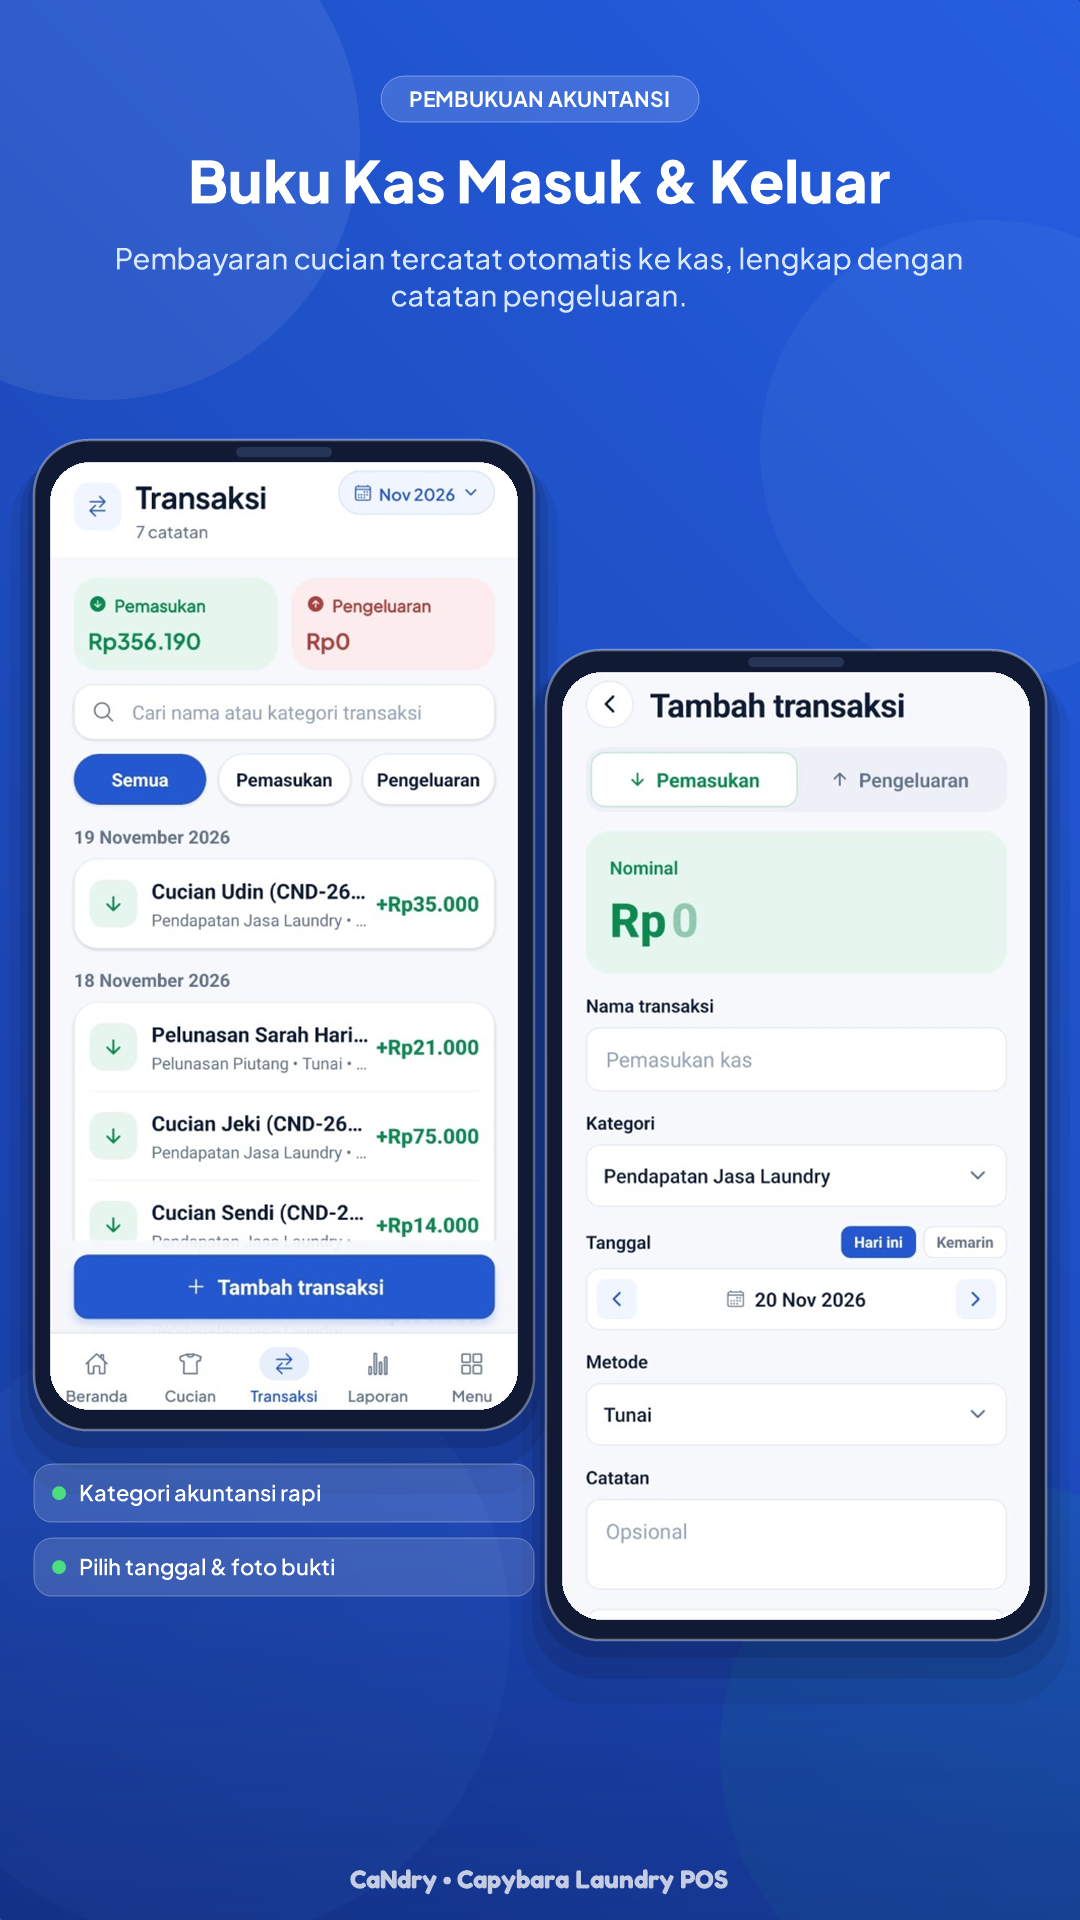 PEMBUKUAN AKUNTANSI
Buku Kas Masuk & Keluar
Pembayaran cucian tercatat otomatis ke kas, lengkap dengan
catatan pengeluaran.
Transaksi
7 catatan
Nov 2026
Pemasukan
Rp356.190
Pengeluaran
Rp0
Cari nama atau kategori transaksi
Semua
Pemasukan
Pengeluaran
19 November 2026
Cucian Udin (CND-26...
+Rp35.000
Pendapatan Jasa Laundry • ...
18 November 2026
Pelunasan Sarah Hari...
+Rp21.000
Pelunasan Piutang • Tunai • ...
Cucian Jeki (CND-26...
+Rp75.000
Pendapatan Jasa Laundry • ...
Cucian Sendi (CND-2...
+Rp14.000
Pendapatan Jasa Laundry • ...
+ Tambah transaksi
Beranda
Cucian
Transaksi
Laporan
Menu
Kategori akuntansi rapi
Pilih tanggal & foto bukti
Tambah transaksi
Pemasukan
Pengeluaran
Nominal
Rp 0
Nama transaksi
Pemasukan kas
Kategori
Pendapatan Jasa Laundry
Tanggal
Hari ini
Kemarin
20 Nov 2026
Metode
Tunai
Catatan
Opsional
CaNdry • Capybara Laundry POS